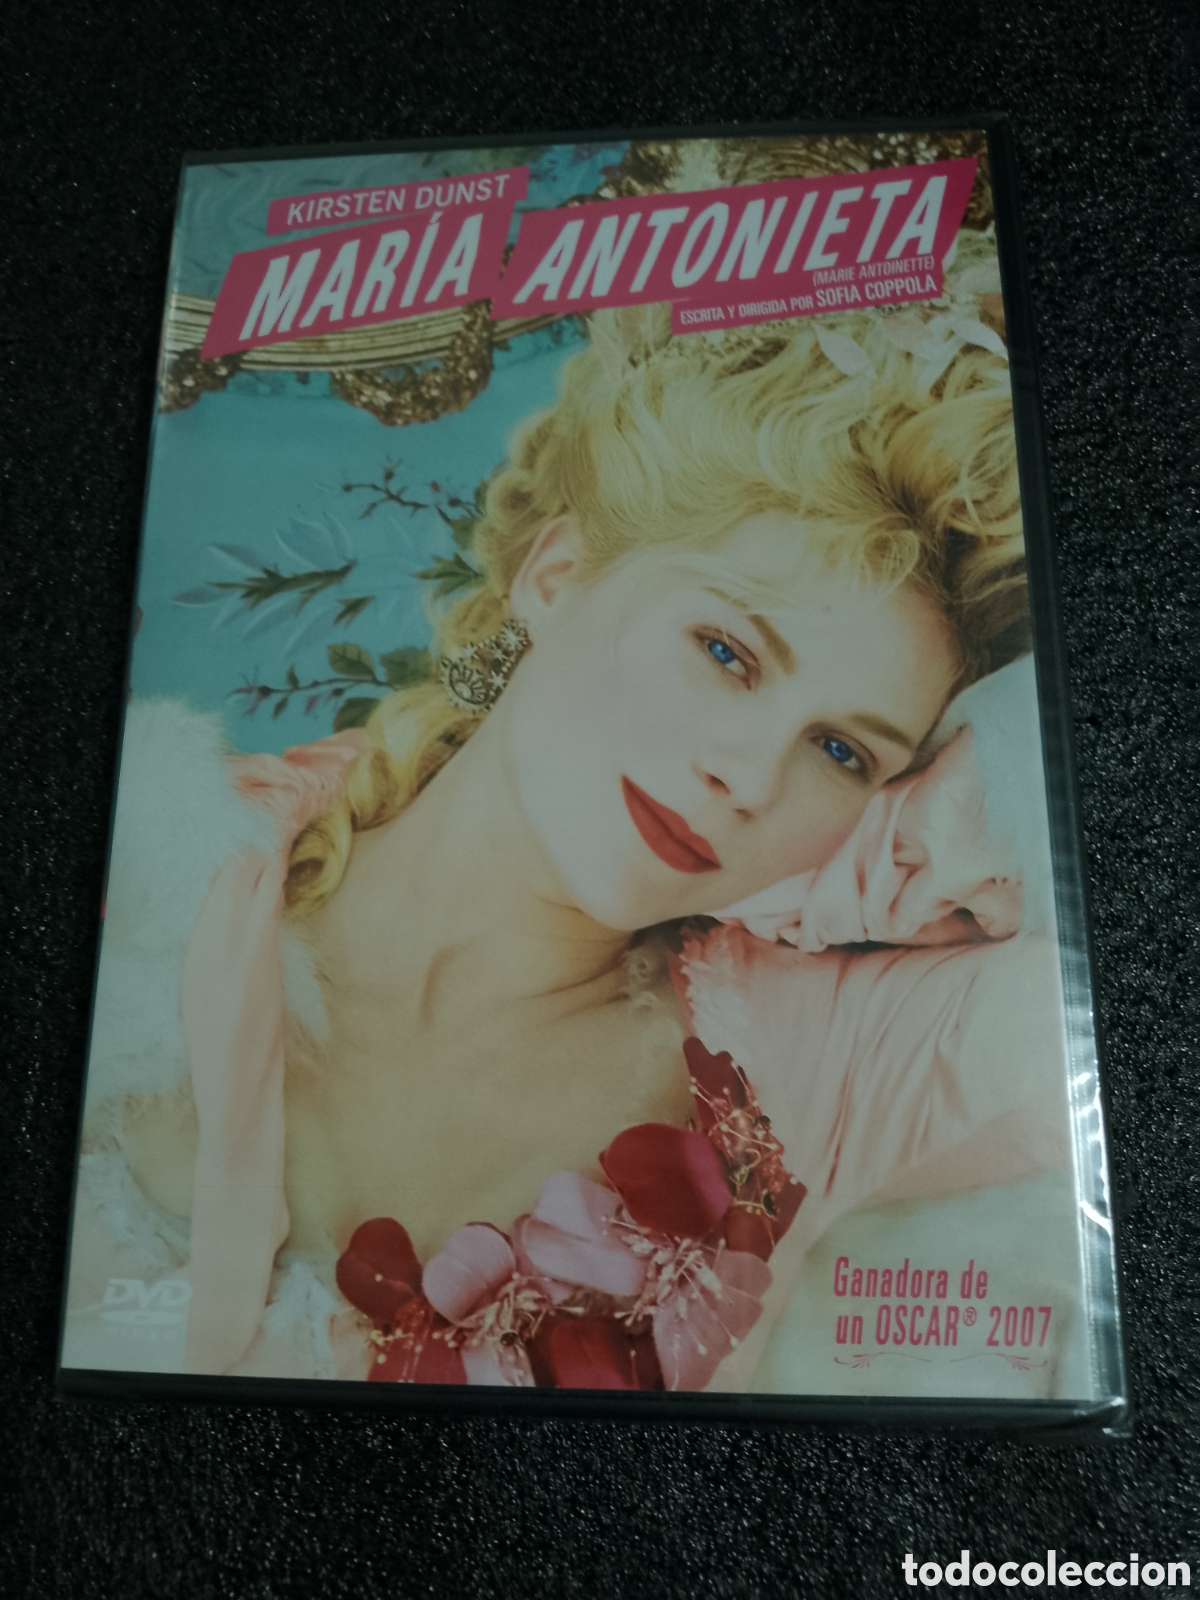 KIRSTEN DUNST
MARÍA ANTONIETA
(MARIE ANTOINETTE)
ESCRITA Y DIRIGIDA POR SOFIA COPPOLA
DVD
Ganadora de
un OSCAR® 2007
todocoleccion